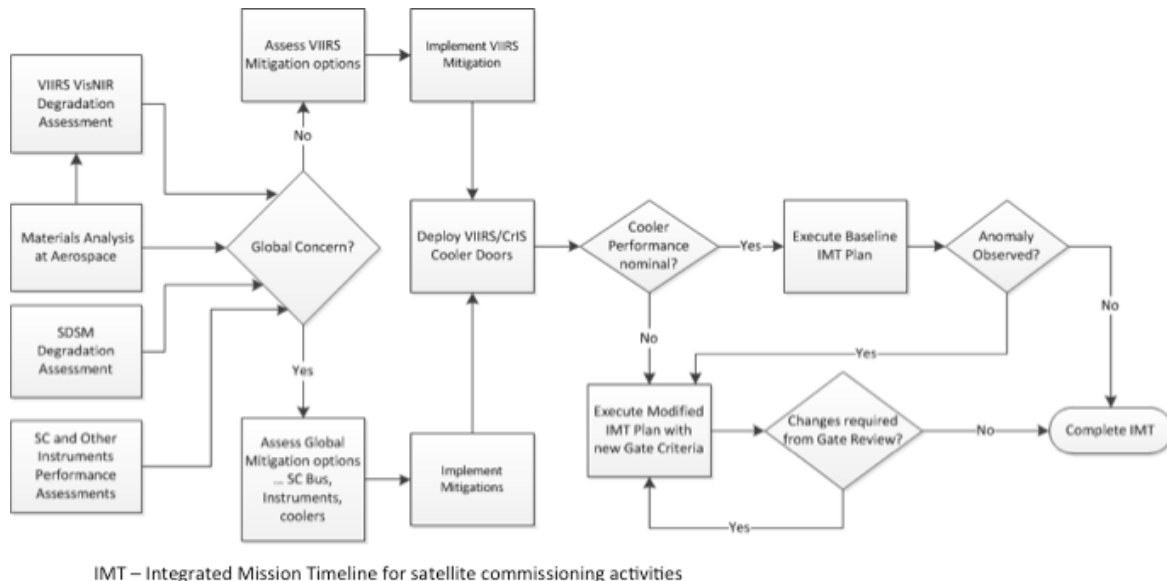 VIIRS VisNIR
Degradation
Assessment
Materials Analysis
at Aerospace
SDSM
Degradation
Assessment
SC and Other
Instruments
Performance
Assessments
Global Concern?
No
Assess VIIRS
Mitigation options
Implement VIIRS
Mitigation
Yes
Assess Global
Mitigation options
... SC Bus,
Instruments,
coolers
Implement
Mitigations
Deploy VIIRS/CrIS
Cooler Doors
Cooler
Performance
nominal?
Yes
Execute Baseline
IMT Plan
Anomaly
Observed?
No
No
Yes
Execute Modified
IMT Plan with
new Gate Criteria
Changes required
from Gate Review?
No
Complete IMT
Yes
IMT – Integrated Mission Timeline for satellite commissioning activities